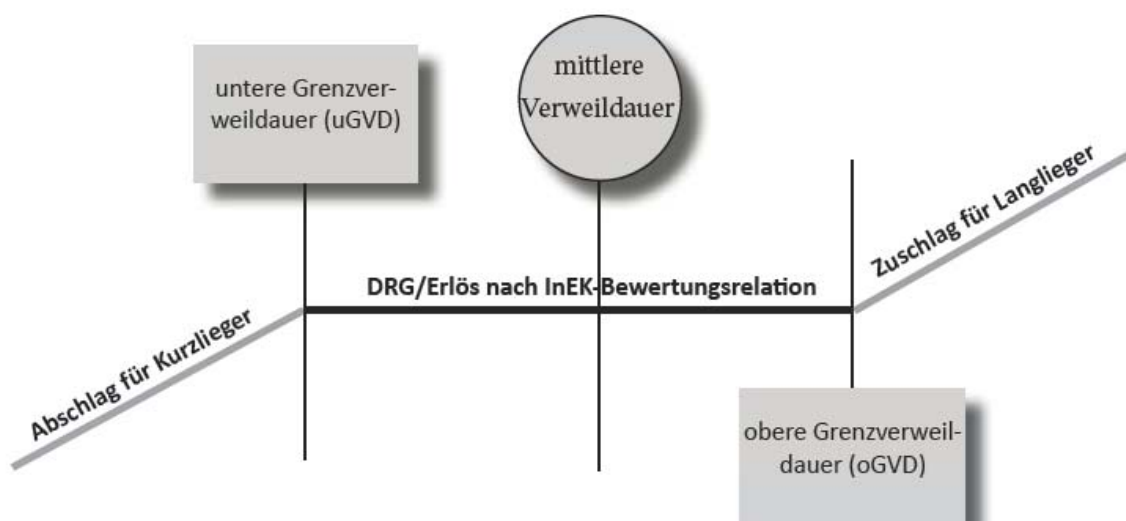 untere Grenzver-
weildauer (uGVD)
mittlere
Verweildauer
Zuschlag für Langlieger
DRG/Erlös nach InEK-Bewertungsrelation
Abschlag für Kurzlieger
obere Grenzverweil-
dauer (oGVD)